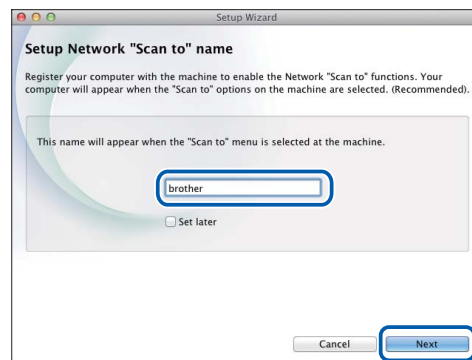 Setup Wizard
Setup Network "Scan to" name
Register your computer with the machine to enable the Network "Scan to" functions. Your
computer will appear when the "Scan to" options on the machine are selected. (Recommended).
This name will appear when the "Scan to" menu is selected at the machine.
brother
Set later
Cancel
Next